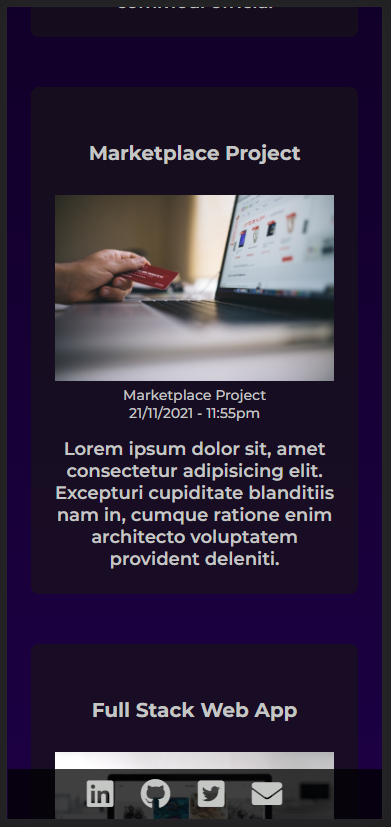 Marketplace Project
Marketplace Project
21/11/2021 - 11:55pm
Lorem ipsum dolor sit, amet
consectetur adipisicing elit.
Excepturi cupiditate blanditiis
nam in, cumque ratione enim
architecto voluptatem
provident deleniti.
Full Stack Web App